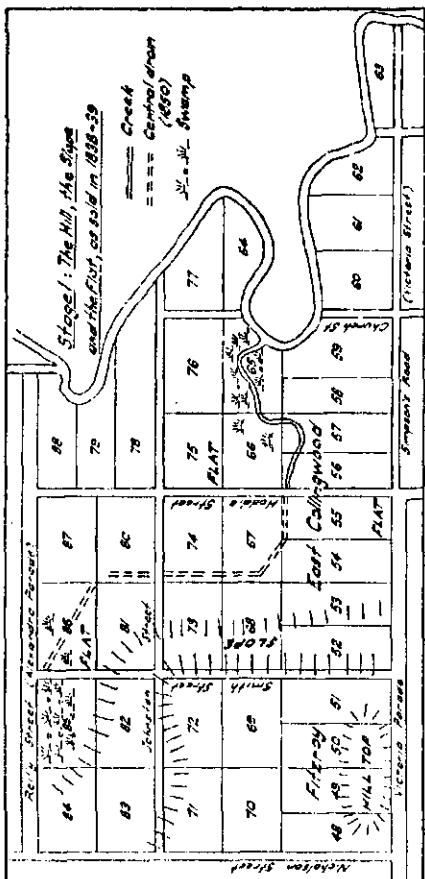 Stage 1: The Hill, the Slope
and the Flat, as sold in 1838-39
Creek
Central drain
(1850)
Swamp
Reilly Street (Alexandra Parade)
84
85
86
87
88
FLAT
79
83
82
81
80
78
Johnston
Street
71
72
73
74
75
76
77
FLAT
Smith
Street
Hoddle
Street
70
69
68
67
66
65
64
SLOPE
Fitzroy
East Collingwood
48
49
50
51
52
53
54
55
56
57
58
59
60
61
62
63
HILL TOP
FLAT
Church St
Nicholson
Street
Victoria Parade
Simpson's Road
(Victoria Street)